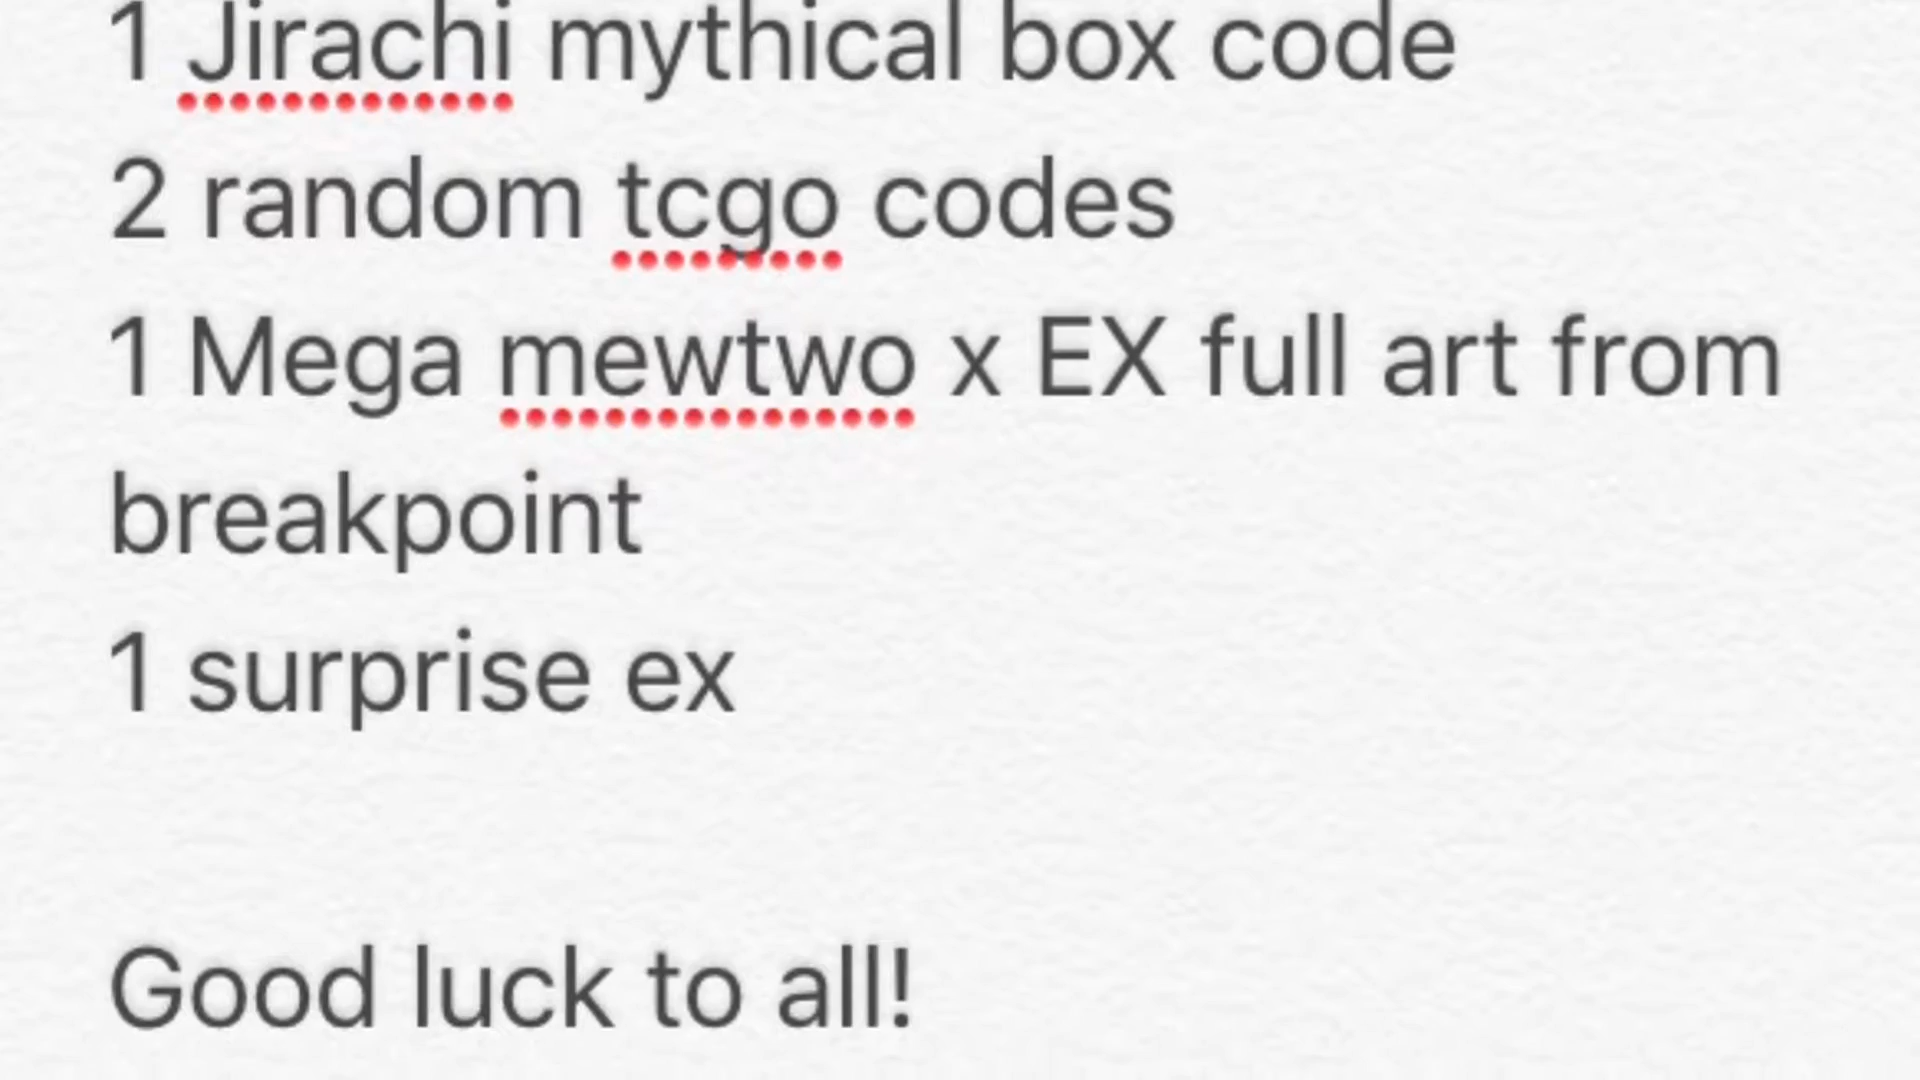 1 Jirachi mythical box code
2 random tcgo codes
1 Mega mewtwo x EX full art from
breakpoint
1 surprise ex
Good luck to all!